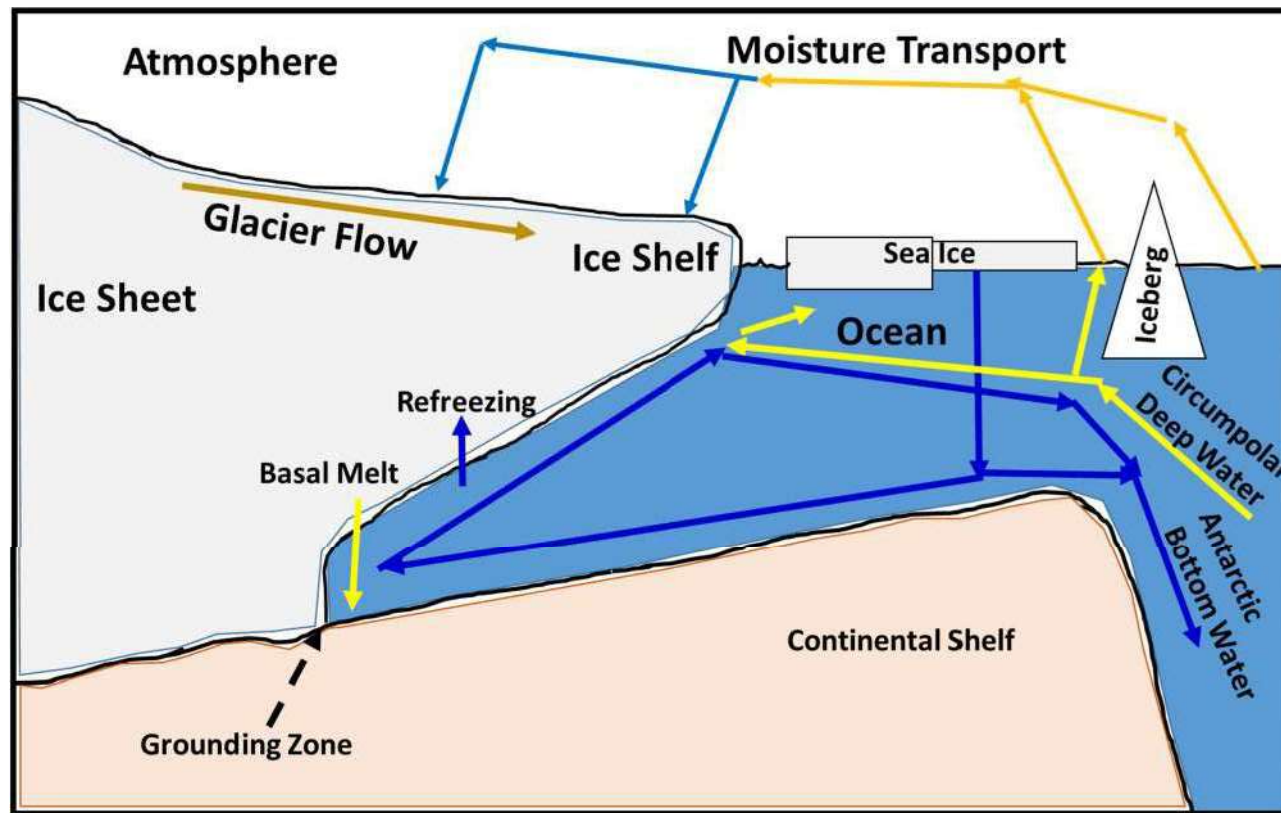 Atmosphere
Moisture Transport
Glacier Flow
Ice Shelf
Sea Ice
Ice Sheet
Iceberg
Ocean
Refreezing
Circumpolar
Deep Water
Basal Melt
Antarctic
Bottom Water
Continental Shelf
Grounding Zone